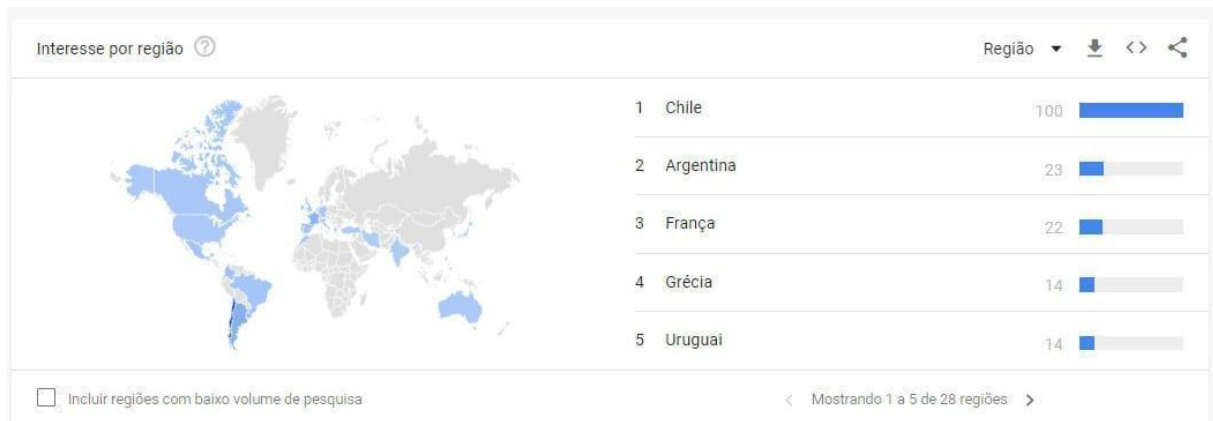 Interesse por região
Região
1 Chile 100
2 Argentina 23
3 França 22
4 Grécia 14
5 Uruguai 14
Incluir regiões com baixo volume de pesquisa
Mostrando 1 a 5 de 28 regiões